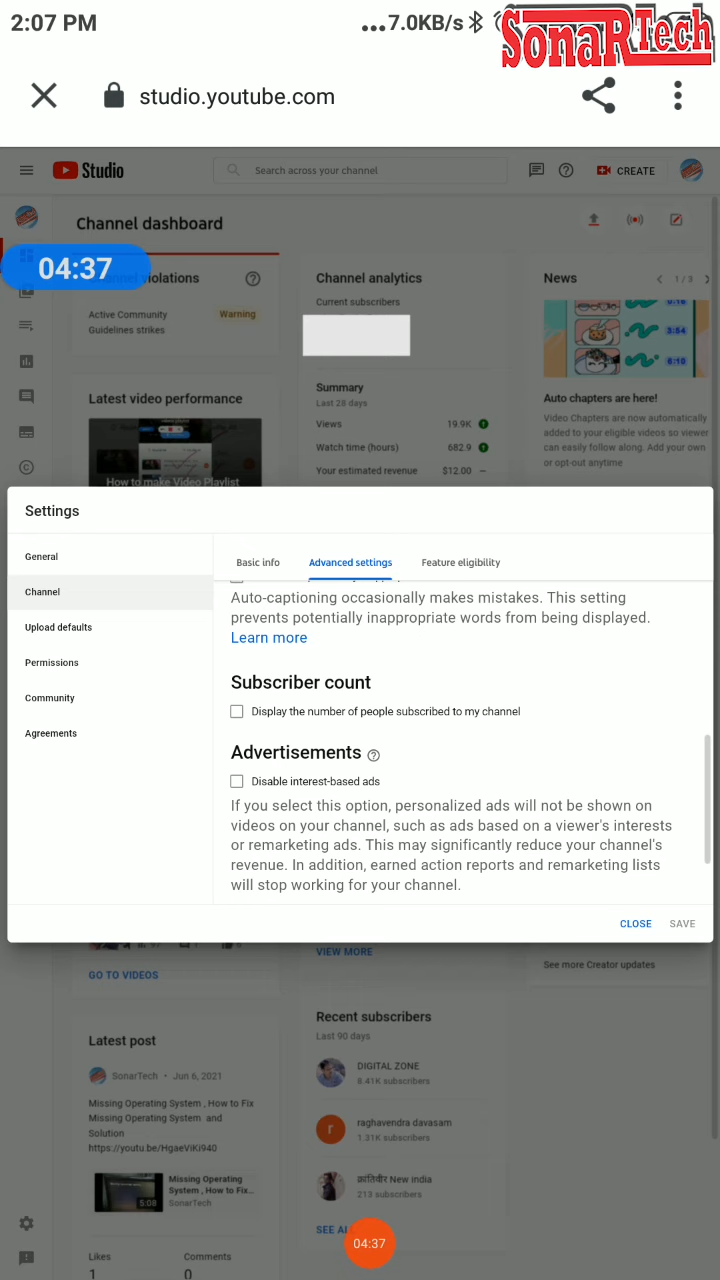 2:07 PM
...7.0KB/s
SonarTech
studio.youtube.com
Studio
Search across your channel
CREATE
Channel dashboard
04:37
violations
Active Community
Guidelines strikes
Warning
Channel analytics
Current subscribers
Summary
Last 28 days
Views 19.9K
Watch time (hours) 682.9
Your estimated revenue $12.00 –
News
1 / 3
3:54
6:10
Auto chapters are here!
Video Chapters are now automatically
added to your eligible videos so viewer
can easily follow along. Add your own
or opt-out anytime
Latest video performance
How to make Video Playlist
Settings
General
Channel
Upload defaults
Permissions
Community
Agreements
Basic info
Advanced settings
Feature eligibility
Auto-captioning occasionally makes mistakes. This setting
prevents potentially inappropriate words from being displayed.
Learn more
Subscriber count
Display the number of people subscribed to my channel
Advertisements
Disable interest-based ads
If you select this option, personalized ads will not be shown on
videos on your channel, such as ads based on a viewer's interests
or remarketing ads. This may significantly reduce your channel's
revenue. In addition, earned action reports and remarketing lists
will stop working for your channel.
CLOSE
SAVE
GO TO VIDEOS
VIEW MORE
See more Creator updates
Latest post
SonarTech • Jun 6, 2021
Missing Operating System , How to Fix
Missing Operating System and
Solution
https://youtu.be/HgaeViKi940
Missing Operating
System , How to Fix...
SonarTech
5:08
Likes
1
Comments
0
Recent subscribers
Last 90 days
DIGITAL ZONE
8.41K subscribers
r
raghavendra davasam
1.31K subscribers
क्रांतिवीर New india
213 subscribers
SEE ALL
04:37